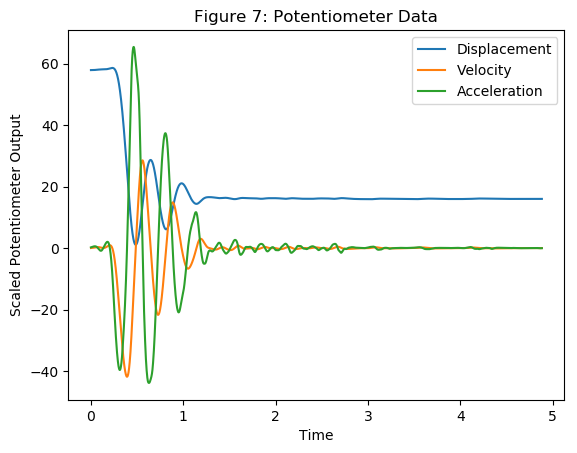 Figure 7: Potentiometer Data
Displacement
Velocity
Acceleration
Scaled Potentiometer Output
60
40
20
0
−20
−40
0
1
2
3
4
5
Time